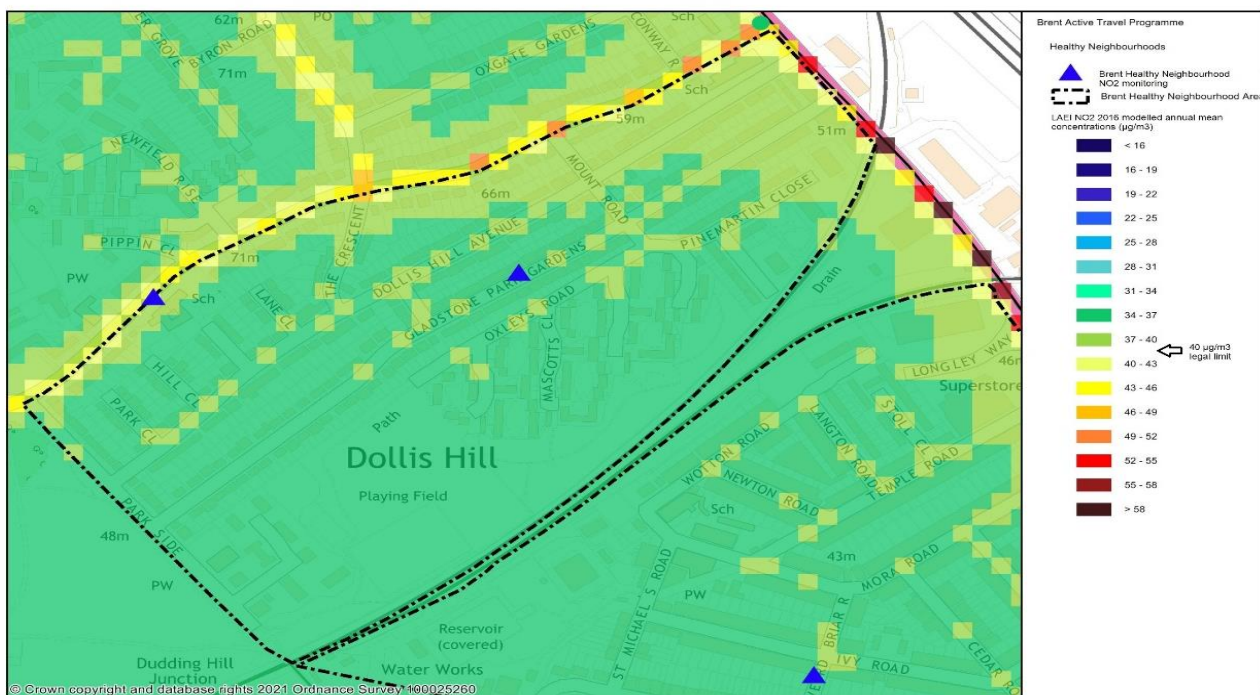 62m
PO
Sch
ER GROVE
BYRON ROAD
OXGATE GARDENS
CONWAY R
71m
Sch
NEWFIELD RISE
59m
51m
MOUNT ROAD
66m
PINEMARTIN CLOSE
PIPPIN CL
71m
THE CRESCENT
DOLLIS HILL AVENUE
GLADSTONE PARK GARDENS
PW
Sch
LANE CL
OXLEYS ROAD
Drain
HILL CL
MASCOTTS CL
LONGLEY WAY
46m
PARK CL
Path
Superstore
Dollis Hill
STOLL CL
LANGTON ROAD
WOTTON ROAD
TEMPLE ROAD
Playing Field
NEWTON ROAD
PARK SIDE
Sch
48m
43m
MORA ROAD
PW
ST MICHAEL S ROAD
PW
BRIAR R
Reservoir
(covered)
IVY ROAD
CEDAR RO
Dudding Hill
Junction
Water Works
© Crown copyright and database rights 2021 Ordnance Survey 100025260
Brent Active Travel Programme
Healthy Neighbourhoods
Brent Healthy Neighbourhood
NO2 monitoring
Brent Healthy Neighbourhood Area
LAEI NO2 2016 modelled annual mean
concentrations (µg/m3)
< 16
16 - 19
19 - 22
22 - 25
25 - 28
28 - 31
31 - 34
34 - 37
37 - 40
40 µg/m3
legal limit
40 - 43
43 - 46
46 - 49
49 - 52
52 - 55
55 - 58
> 58